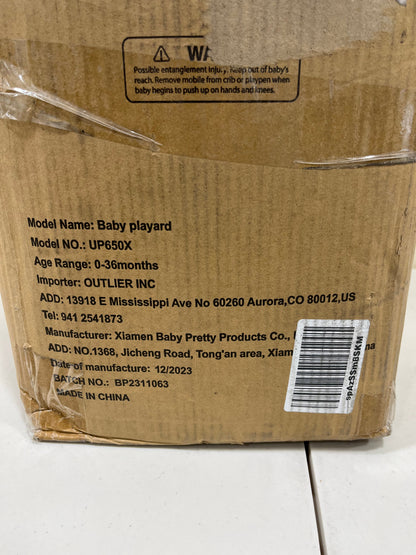 Possible entanglement injury. Keep out of baby's
reach. Remove mobile from crib or playpen when
baby begins to push up on hands and knees.
Model Name: Baby playard
Model NO.: UP650X
Age Range: 0-36months
Importer: OUTLIER INC
ADD: 13918 E Mississippi Ave No 60260 Aurora,CO 80012,US
Tel: 941 2541873
Manufacturer: Xiamen Baby Pretty Products Co.,
ADD: NO.1368, Jicheng Road, Tong'an area,
Date of manufacture: 12/2023
BATCH NO.: BP2311063
MADE IN CHINA
spAzSSmBSKM